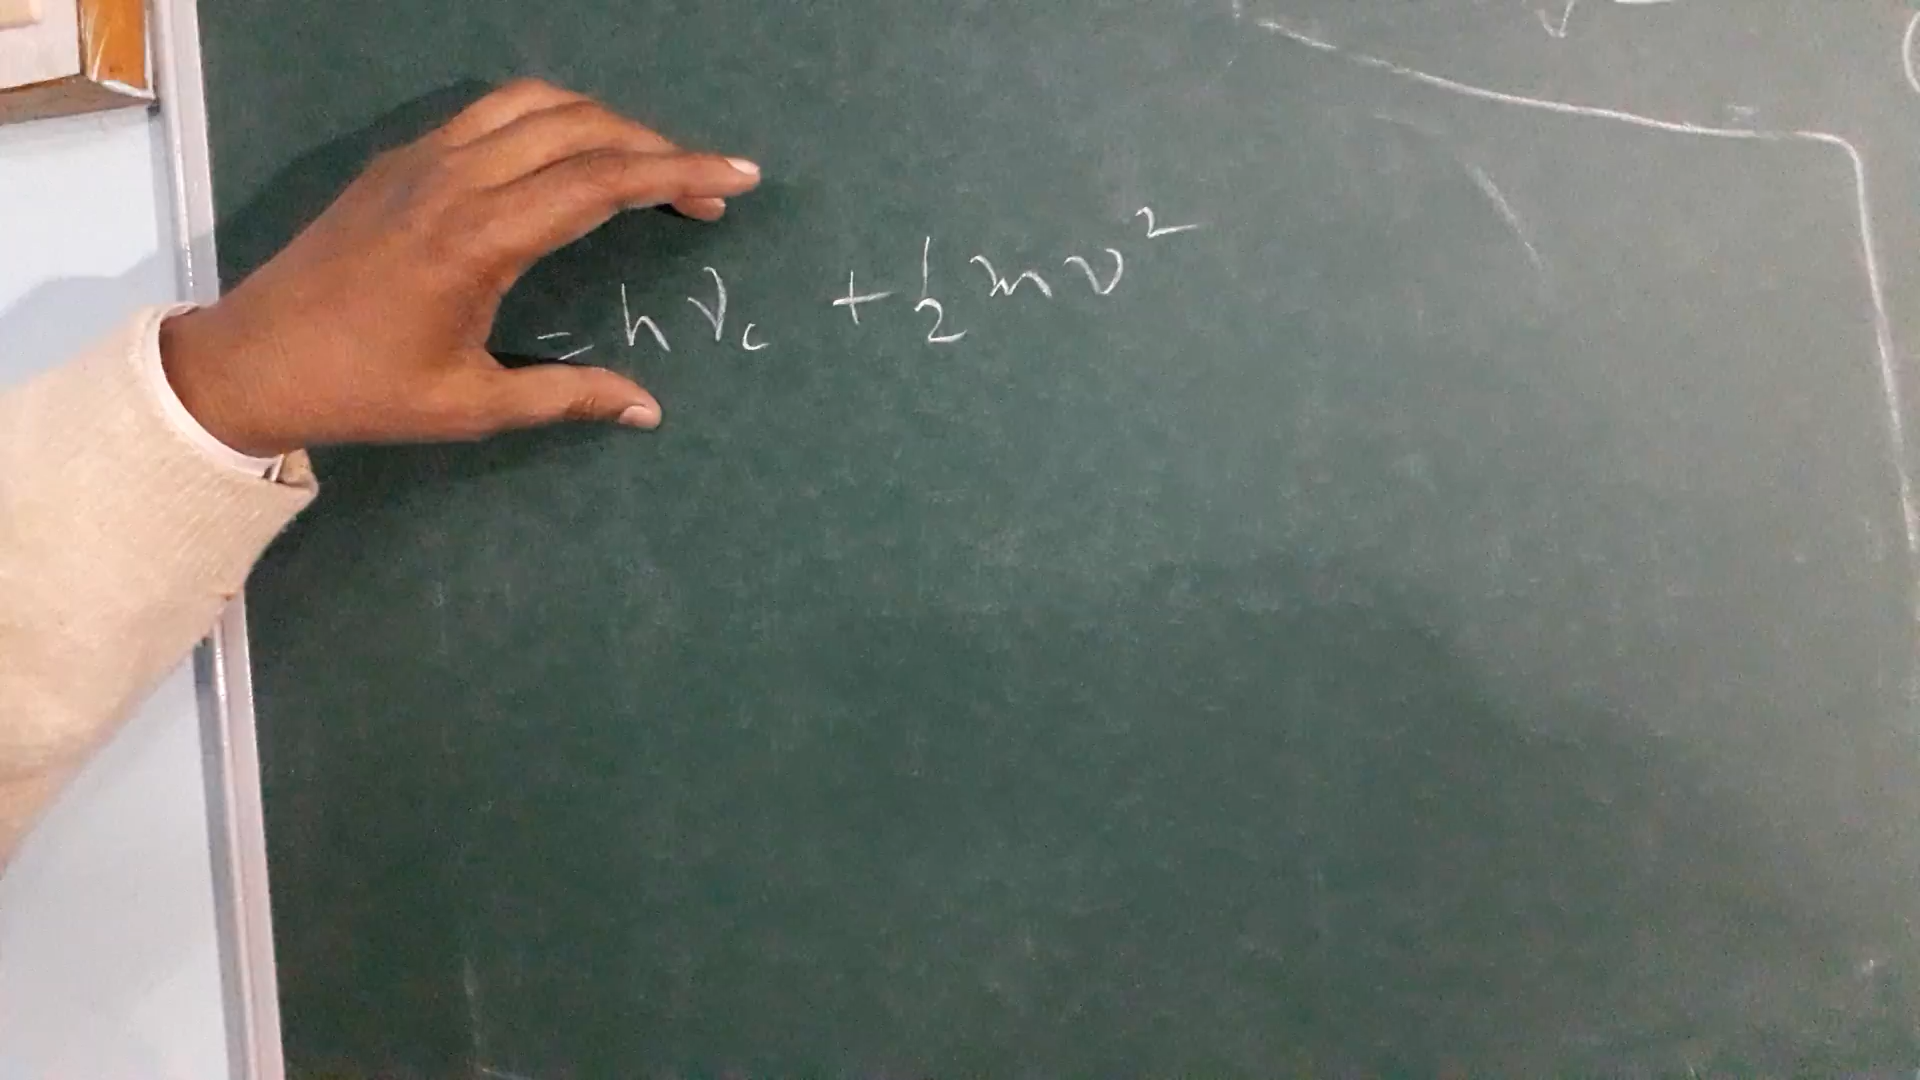 = hν_c + ½ mv²